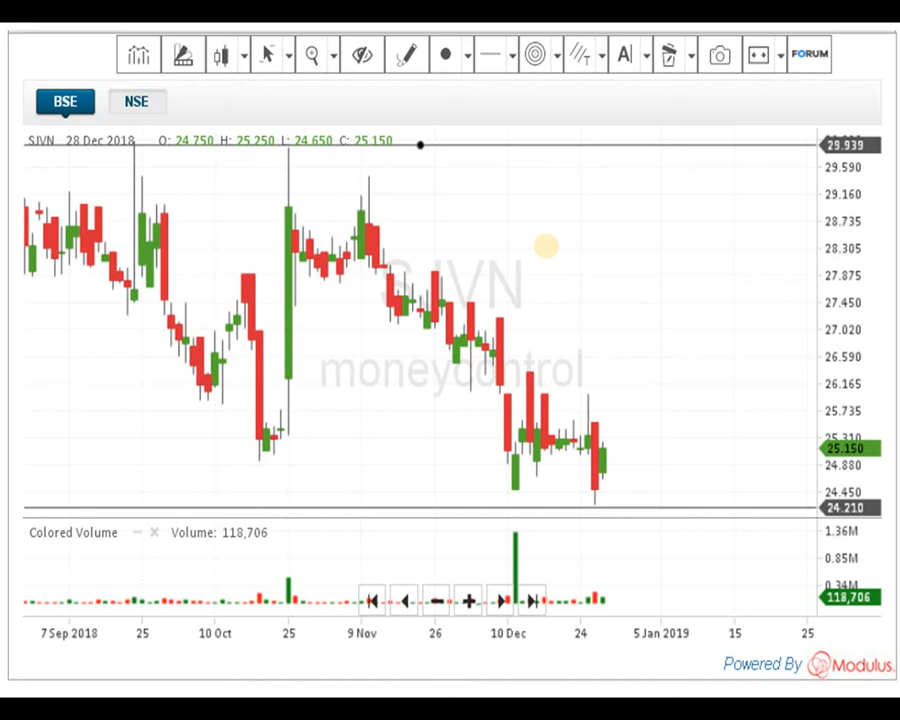 A
FORUM
BSE
NSE
SJVN 28 Dec 2018 O: 24.750 H: 25.250 L: 24.650 C: 25.150
29.939
29.590
29.160
28.735
28.305
27.875
27.450
27.020
26.590
26.165
25.735
25.310
25.150
24.880
24.450
24.210
SJVN
moneycontrol
Colored Volume Volume: 118,706
1.36M
0.85M
0.34M
118,706
7 Sep 2018 25 10 Oct 25 9 Nov 26 10 Dec 24 5 Jan 2019 15 25
Powered By Modulus.